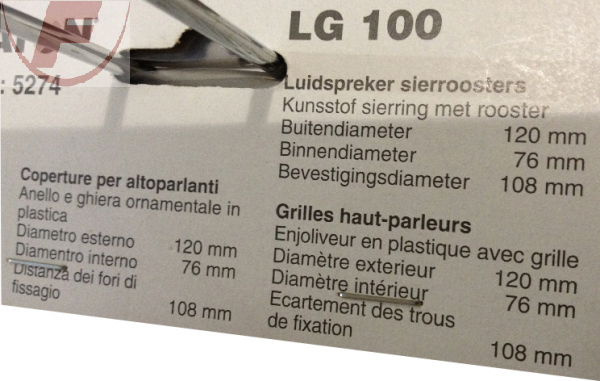 LG 100
: 5274
Luidspreker sierroosters
Kunsstof sierring met rooster
Buitendiameter 120 mm
Binnendiameter 76 mm
Bevestigingsdiameter 108 mm
Coperture per altoparlanti
Anello e ghiera ornamentale in
plastica
Diametro esterno 120 mm
Diamentro interno 76 mm
Distanza dei fori di
fissagio 108 mm
Grilles haut-parleurs
Enjoliveur en plastique avec grille
Diamètre exterieur 120 mm
Diamètre intérieur 76 mm
Ecartement des trous
de fixation 108 mm